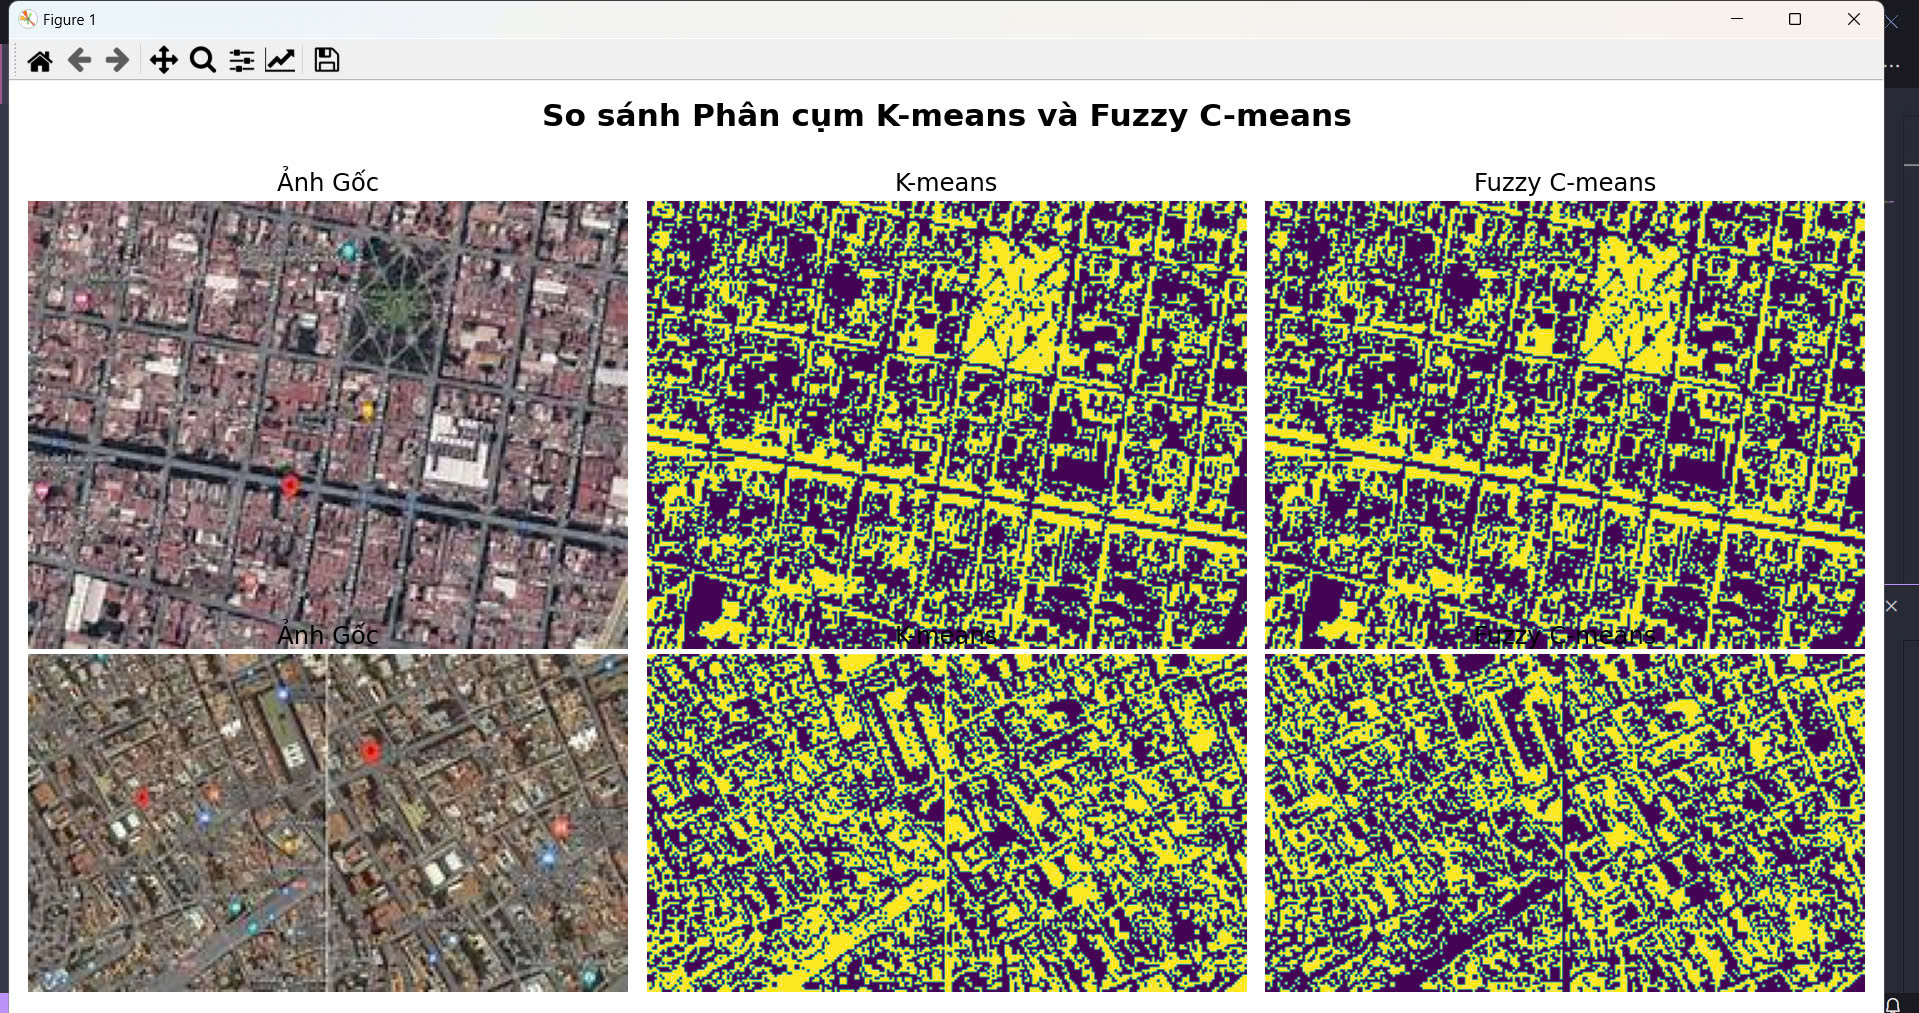 Figure 1
So sánh Phân cụm K-means và Fuzzy C-means
Ảnh Gốc
K-means
Fuzzy C-means
Ảnh Gốc
K-means
Fuzzy C-means